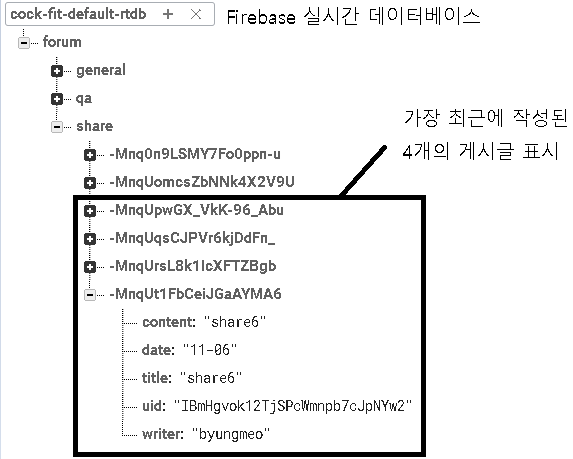 cock-fit-default-rtdb
Firebase 실시간 데이터베이스
forum
general
qa
share
가장 최근에 작성된
4개의 게시글 표시
-Mnq0n9LSMY7Fo0ppn-u
-MnqUomcsZbNNk4X2V9U
-MnqUpwGX_VkK-96_Abu
-MnqUqsCJPVr6kjDdFn_
-MnqUrsL8k1IcXFTZBgb
-MnqUt1FbCeiJGaAYMA6
content: "share6"
date: "11-06"
title: "share6"
uid: "IBmHgvok12TjSPcWmnpb7cJpNYw2"
writer: "byungmeo"